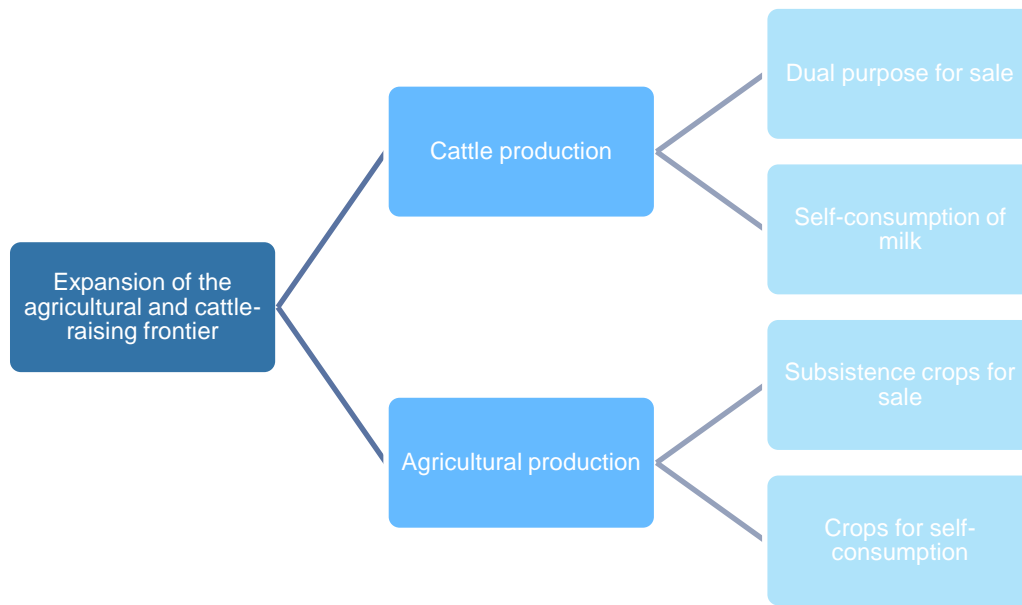 Dual purpose for sale
Cattle production
Self-consumption of
milk
Expansion of the
agricultural and cattle-
raising frontier
Subsistence crops for
sale
Agricultural production
Crops for self-
consumption